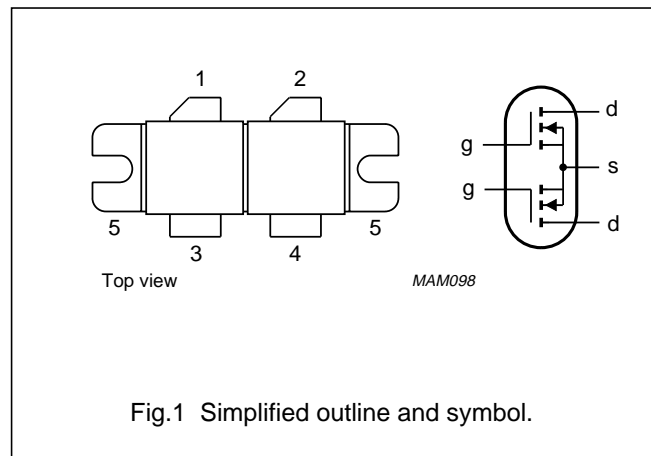 1 2
d
g
s
g
d
5 5
3 4
Top view MAM098
Fig.1 Simplified outline and symbol.